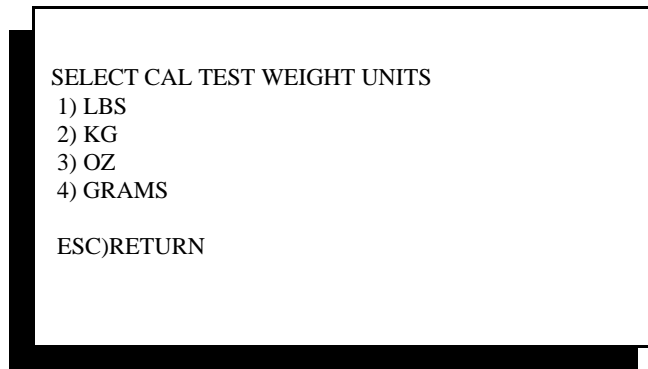 SELECT CAL TEST WEIGHT UNITS
1) LBS
2) KG
3) OZ
4) GRAMS
ESC)RETURN